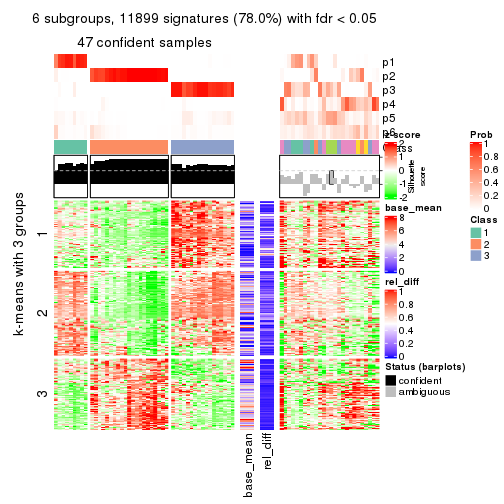 6 subgroups, 11899 signatures (78.0%) with fdr < 0.05
47 confident samples
p1
p2
p3
p4
p5
p6
Class
z-score
2
1
0
-1
-2
Silhouette
score
Prob
1
0.8
0.6
0.4
0.2
0
base_mean
8
6
4
2
0
Class
1
2
3
rel_diff
1
0.8
0.6
0.4
0.2
0
Status (barplots)
confident
ambiguous
k-means with 3 groups
1
2
3
base_mean
rel_diff